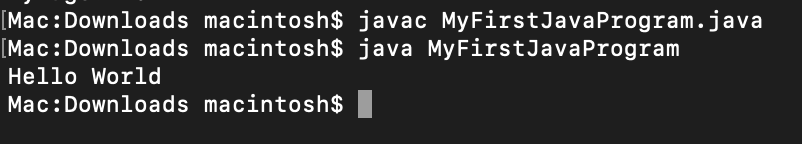 [Mac:Downloads macintosh$ javac MyFirstJavaProgram.java
[Mac:Downloads macintosh$ java MyFirstJavaProgram
Hello World
Mac:Downloads macintosh$